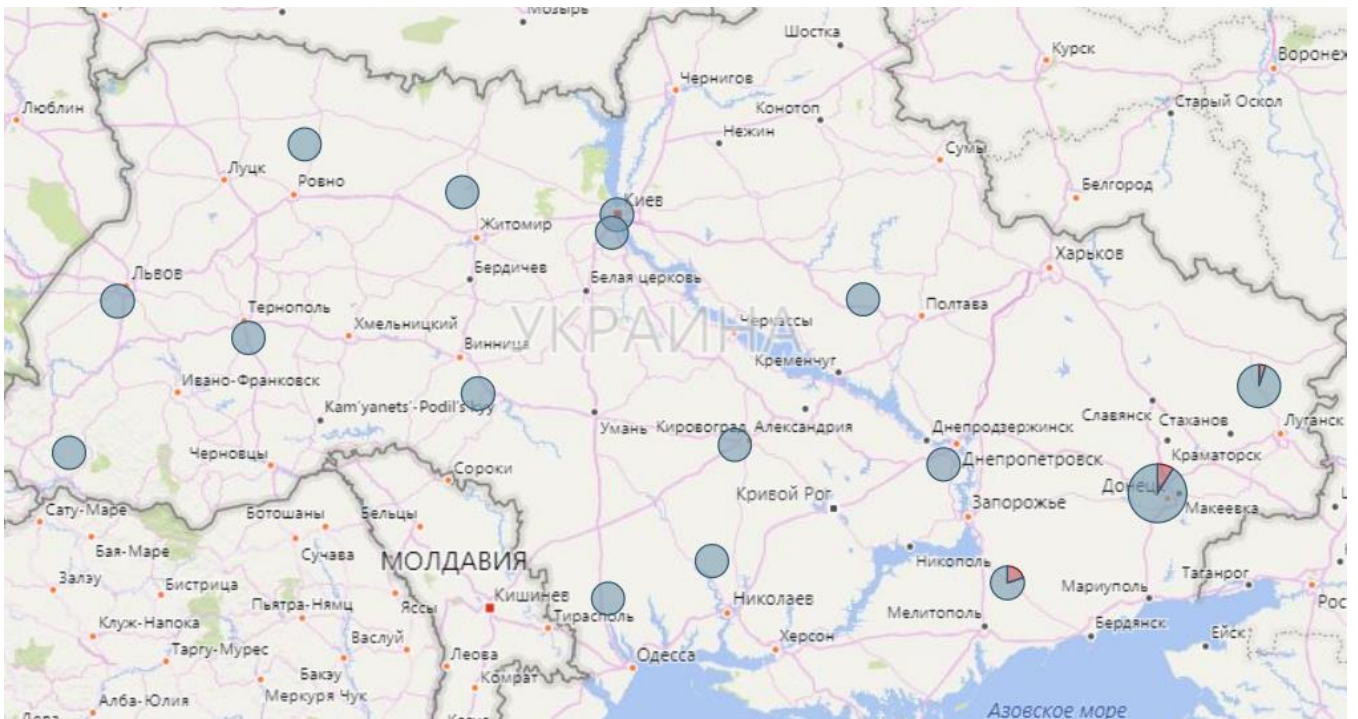 Мозырь
Шостка
Курск
Воронеж
Чернигов
Люблин
Конотоп
Старый Оскол
Нежин
Сумы
Луцк
Ровно
Белгород
Киев
Житомир
Харьков
Львов
Бердичев
Белая церковь
Тернополь
Полтава
УКРАИНА
Черкассы
Хмельницкий
Винница
Кременчуг
Ивано-Франковск
Kam'yanets'-Podil's'kyy
Славянск
Стаханов
Умань
Кировоград
Александрия
Днепродзержинск
Луганск
Черновцы
Краматорск
Днепропетровск
Сороки
Донецк
Кривой Рог
Запорожье
Макеевка
Сату-Маре
Ботошаны
Бельцы
Бая-Маре
Сучава
МОЛДАВИЯ
Никополь
Залэу
Бистрица
Мариуполь
Таганрог
Пьятра-Нямц
Яссы
Кишинев
Николаев
Рос
Клуж-Напока
Тирасполь
Мелитополь
Васлуй
Бердянск
Ейск
Таргу-Мурес
Херсон
Бакэу
Леова
Одесса
Меркуря Чук
Комрат
Алба-Юлия
Азовское море